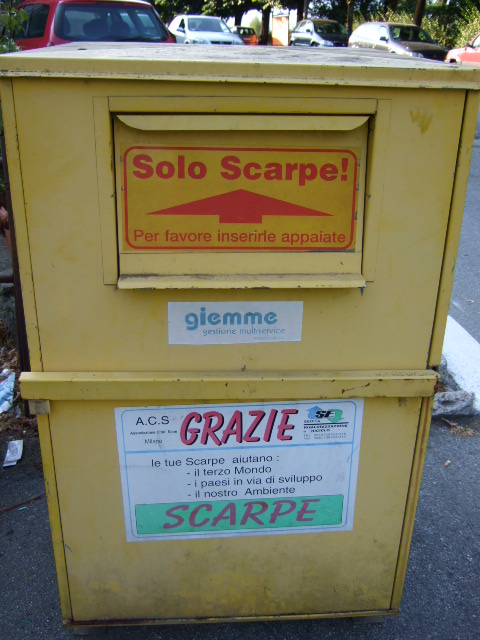 Solo Scarpe!
Per favore inserirle appaiate
giemme
gestione multiservice
A.C.S
Milano
GRAZIE
SF
le tue Scarpe aiutano :
- il terzo Mondo
- i paesi in via di sviluppo
- il nostro Ambiente
SCARPE